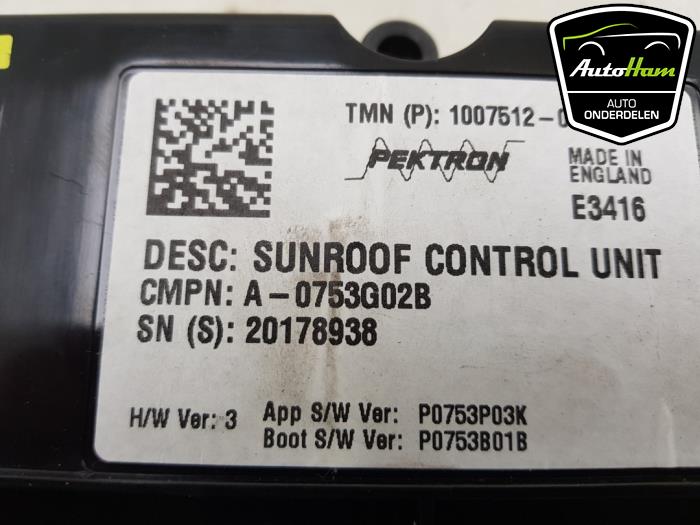 AutoHam
AUTO
ONDERDELEN
TMN (P): 1007512-0
PEKTRON
MADE IN
ENGLAND
E3416
DESC: SUNROOF CONTROL UNIT
CMPN: A-0753G02B
SN (S): 20178938
H/W Ver: 3 App S/W Ver: P0753P03K
Boot S/W Ver: P0753B01B